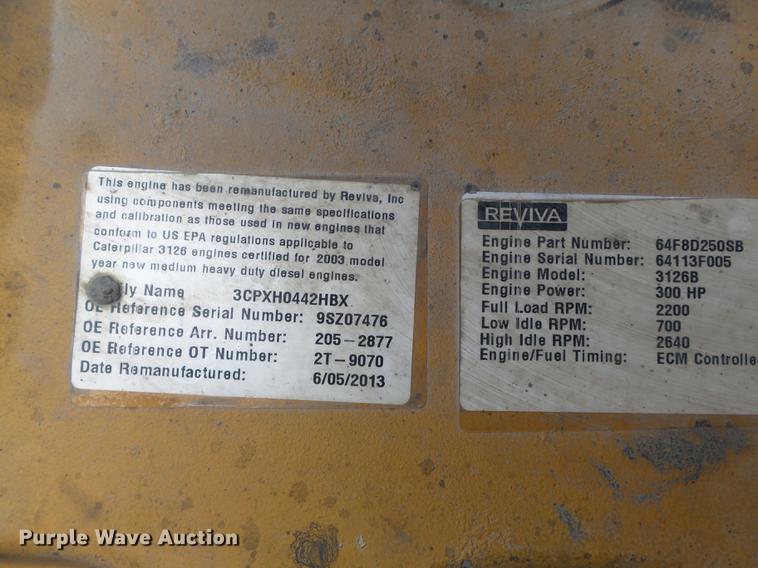 This engine has been remanufactured by Reviva, Inc
using components meeting the same specifications
and calibration as those used in new engines that
conform to US EPA regulations applicable to
Caterpillar 3126 engines certified for 2003 model
year new medium heavy duty diesel engines.
ily Name 3CPXH0442HBX
OE Reference Serial Number: 9SZ07476
OE Reference Arr. Number: 205-2877
OE Reference OT Number: 2T-9070
Date Remanufactured: 6/05/2013
REVIVA
Engine Part Number: 64F8D250SB
Engine Serial Number: 64113F005
Engine Model: 3126B
Engine Power: 300 HP
Full Load RPM: 2200
Low Idle RPM: 700
High Idle RPM: 2640
Engine/Fuel Timing: ECM Controlle
Purple Wave Auction